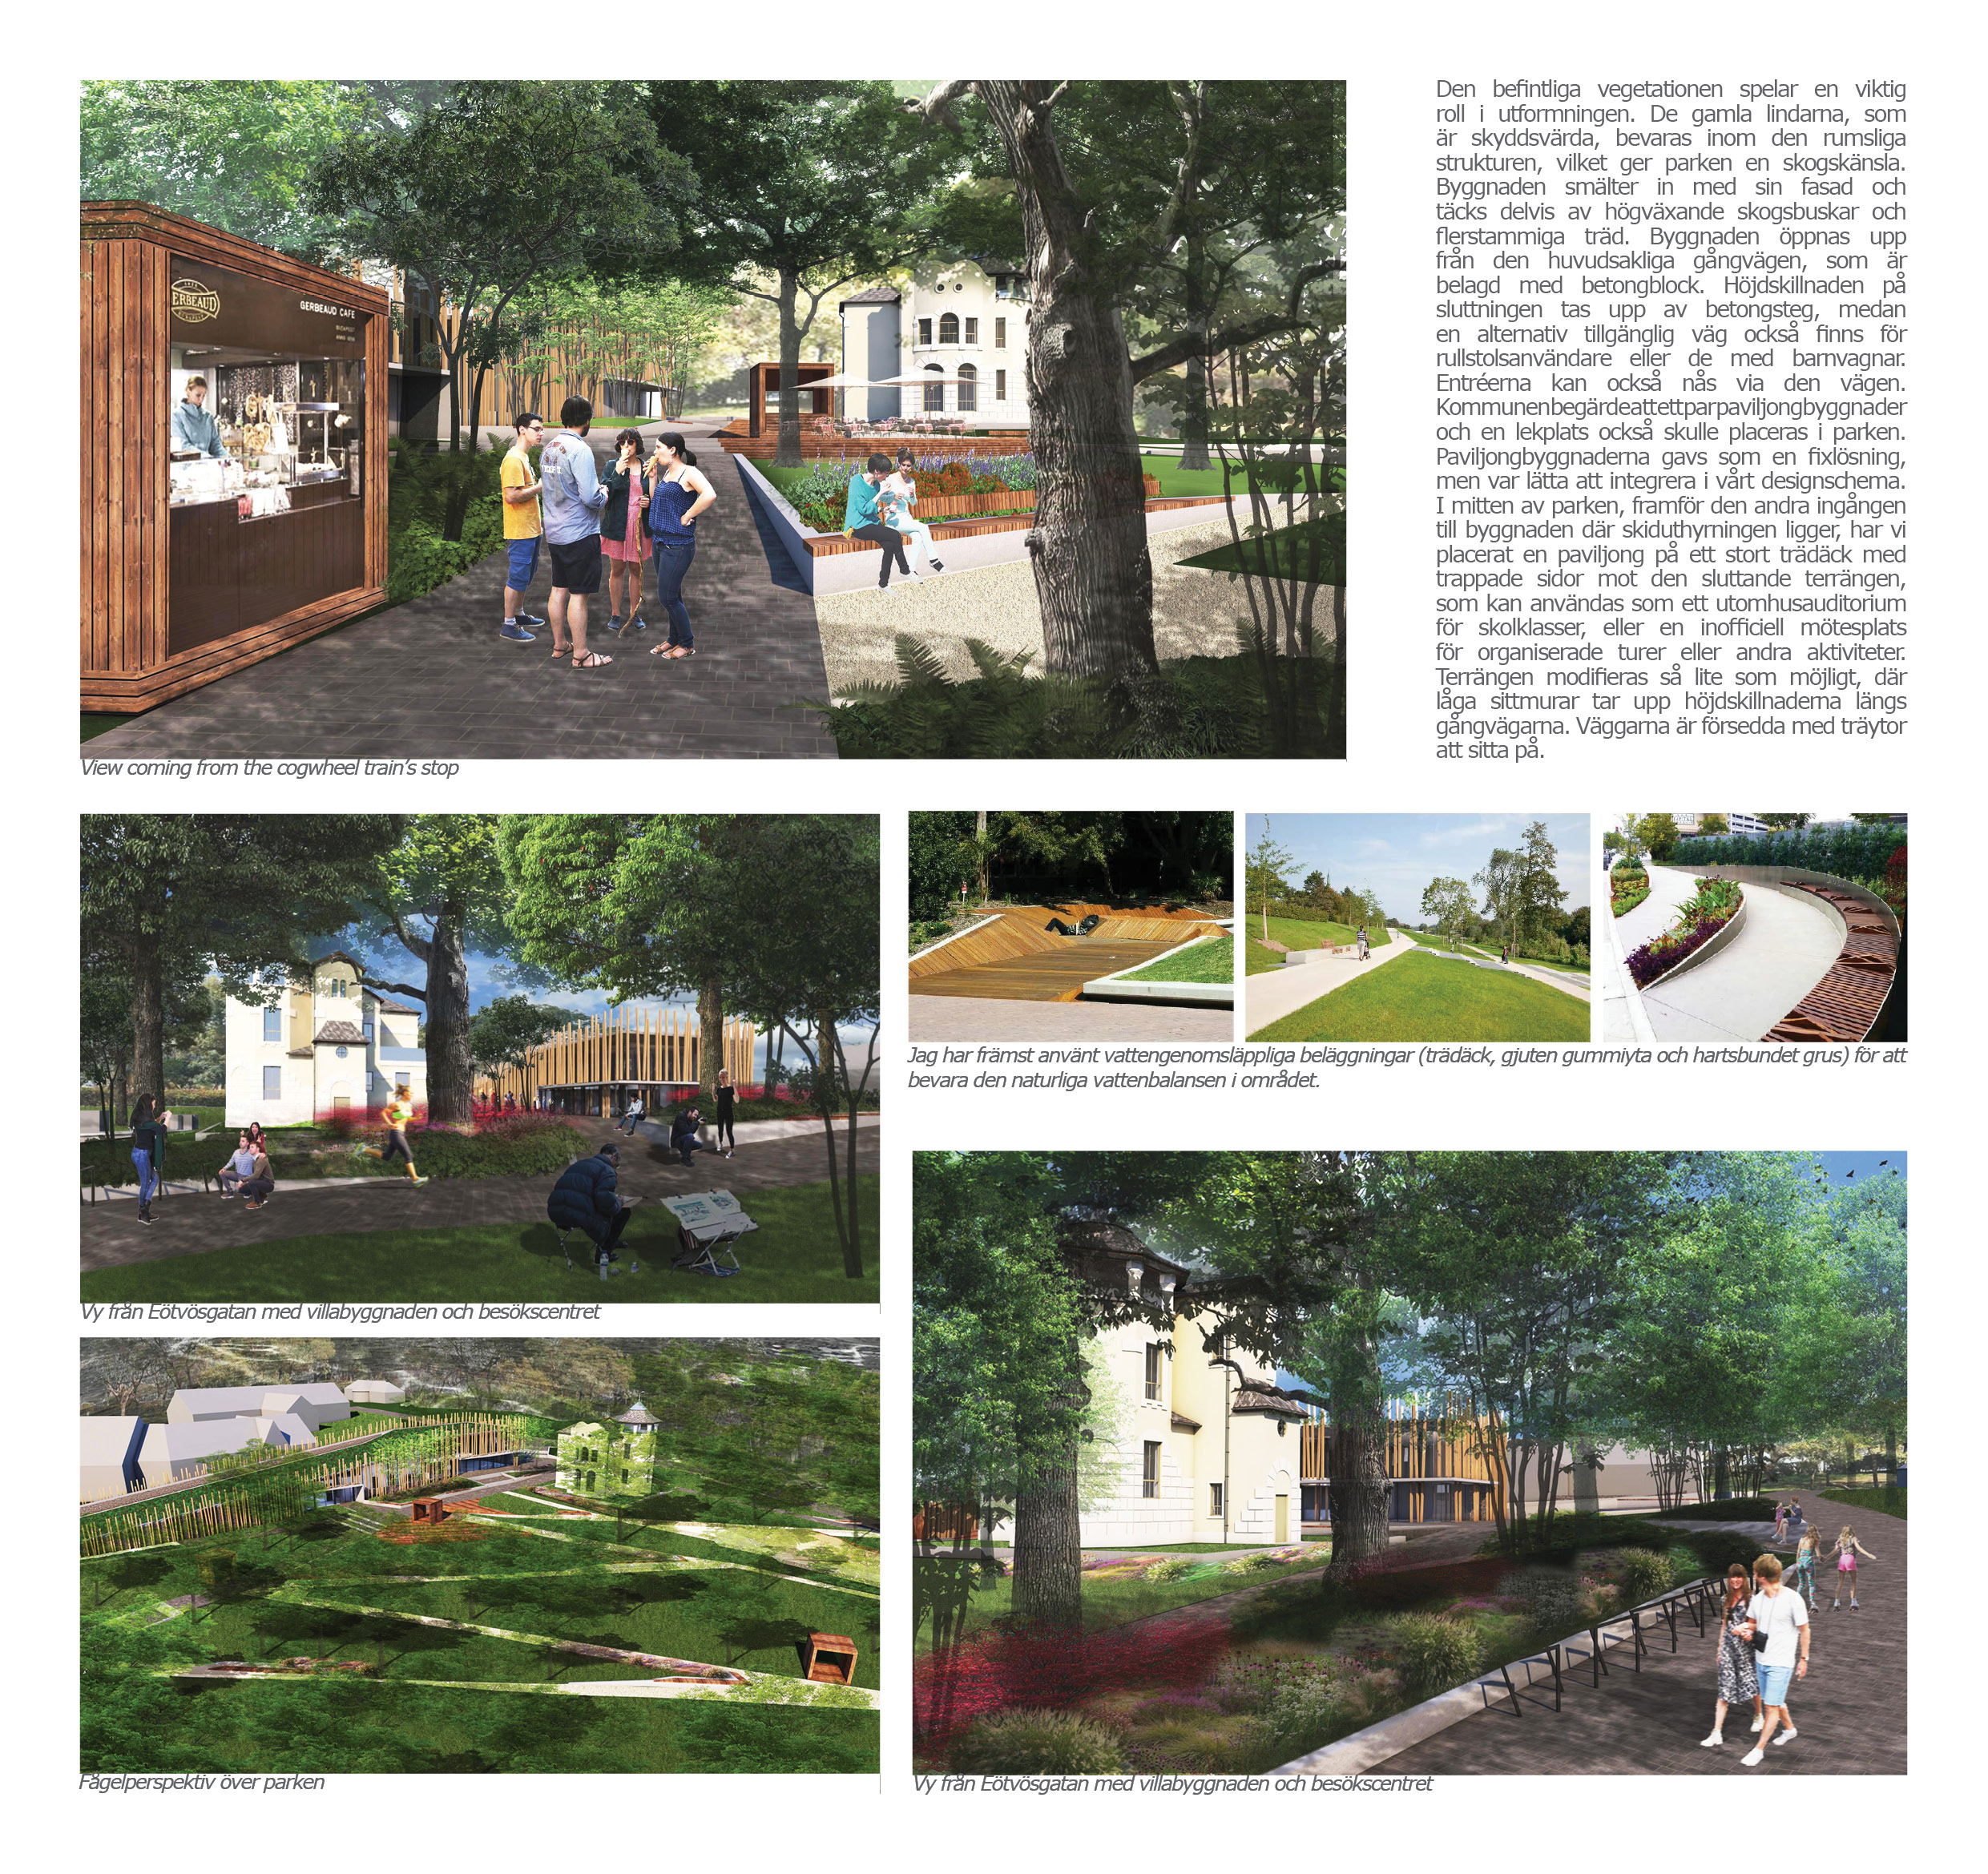 ERBEAUD
GERBEAUD CAFE
BUDAPEST
Den befintliga vegetationen spelar en viktig
roll i utformningen. De gamla lindarna, som
är skyddsvärda, bevaras inom den rumsliga
strukturen, vilket ger parken en skogskänsla.
Byggnaden smälter in med sin fasad och
täcks delvis av högväxande skogsbuskar och
flerstammiga träd. Byggnaden öppnas upp
från den huvudsakliga gångvägen, som är
belagd med betongblock. Höjdskillnaden på
sluttningen tas upp av betongsteg, medan
en alternativ tillgänglig väg också finns för
rullstolsanvändare eller de med barnvagnar.
Entréerna kan också nås via den vägen.
Kommunenbegärdeattettparpaviljongbyggnader
och en lekplats också skulle placeras i parken.
Paviljongbyggnaderna gavs som en fixlösning,
men var lätta att integrera i vårt designschema.
I mitten av parken, framför den andra ingången
till byggnaden där skiduthyrningen ligger, har vi
placerat en paviljong på ett stort trädäck med
trappade sidor mot den sluttande terrängen,
som kan användas som ett utomhusauditorium
för skolklasser, eller en inofficiell mötesplats
för organiserade turer eller andra aktiviteter.
Terrängen modifieras så lite som möjligt, där
låga sittmurar tar upp höjdskillnaderna längs
gångvägarna. Väggarna är försedda med träytor
att sitta på.
View coming from the cogwheel train's stop
Jag har främst använt vattengenomsläppliga beläggningar (trädäck, gjuten gummiyta och hartsbundet grus) för att
bevara den naturliga vattenbalansen i området.
Vy från Eötvösgatan med villabyggnaden och besökscentret
Fågelperspektiv över parken
Vy från Eötvösgatan med villabyggnaden och besökscentret